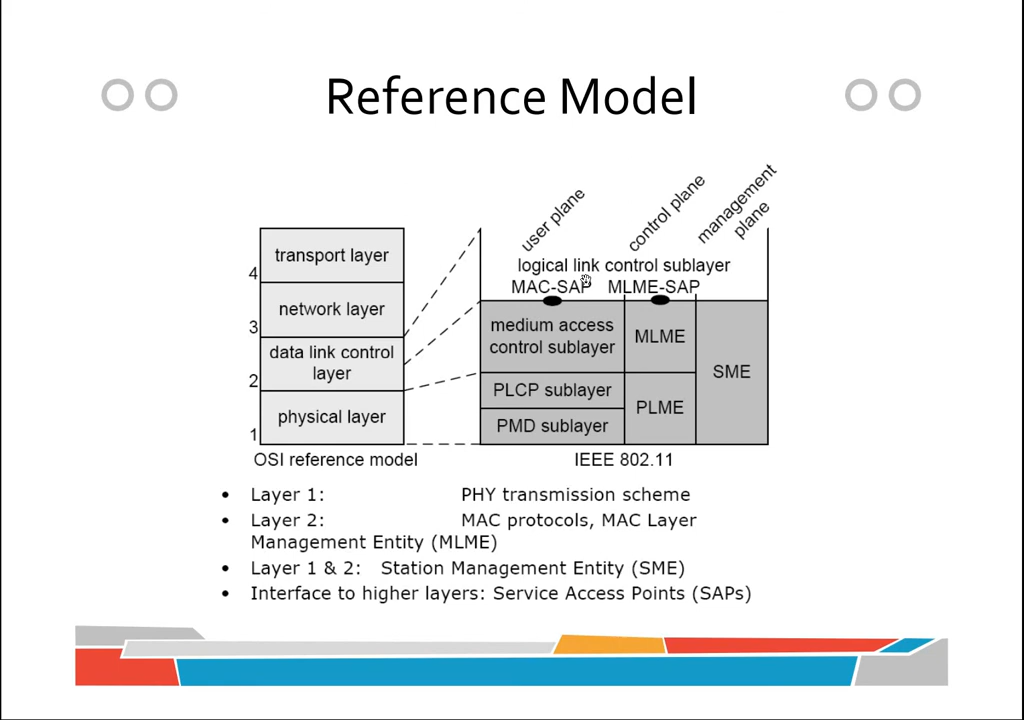 Reference Model
user plane
control plane
management
plane
4
transport layer
3
network layer
2
data link control
layer
1
physical layer
OSI reference model
logical link control sublayer
MAC-SAP MLME-SAP
medium access
control sublayer
MLME
SME
PLCP sublayer
PLME
PMD sublayer
IEEE 802.11
• Layer 1: PHY transmission scheme
• Layer 2: MAC protocols, MAC Layer
Management Entity (MLME)
• Layer 1 & 2: Station Management Entity (SME)
• Interface to higher layers: Service Access Points (SAPs)